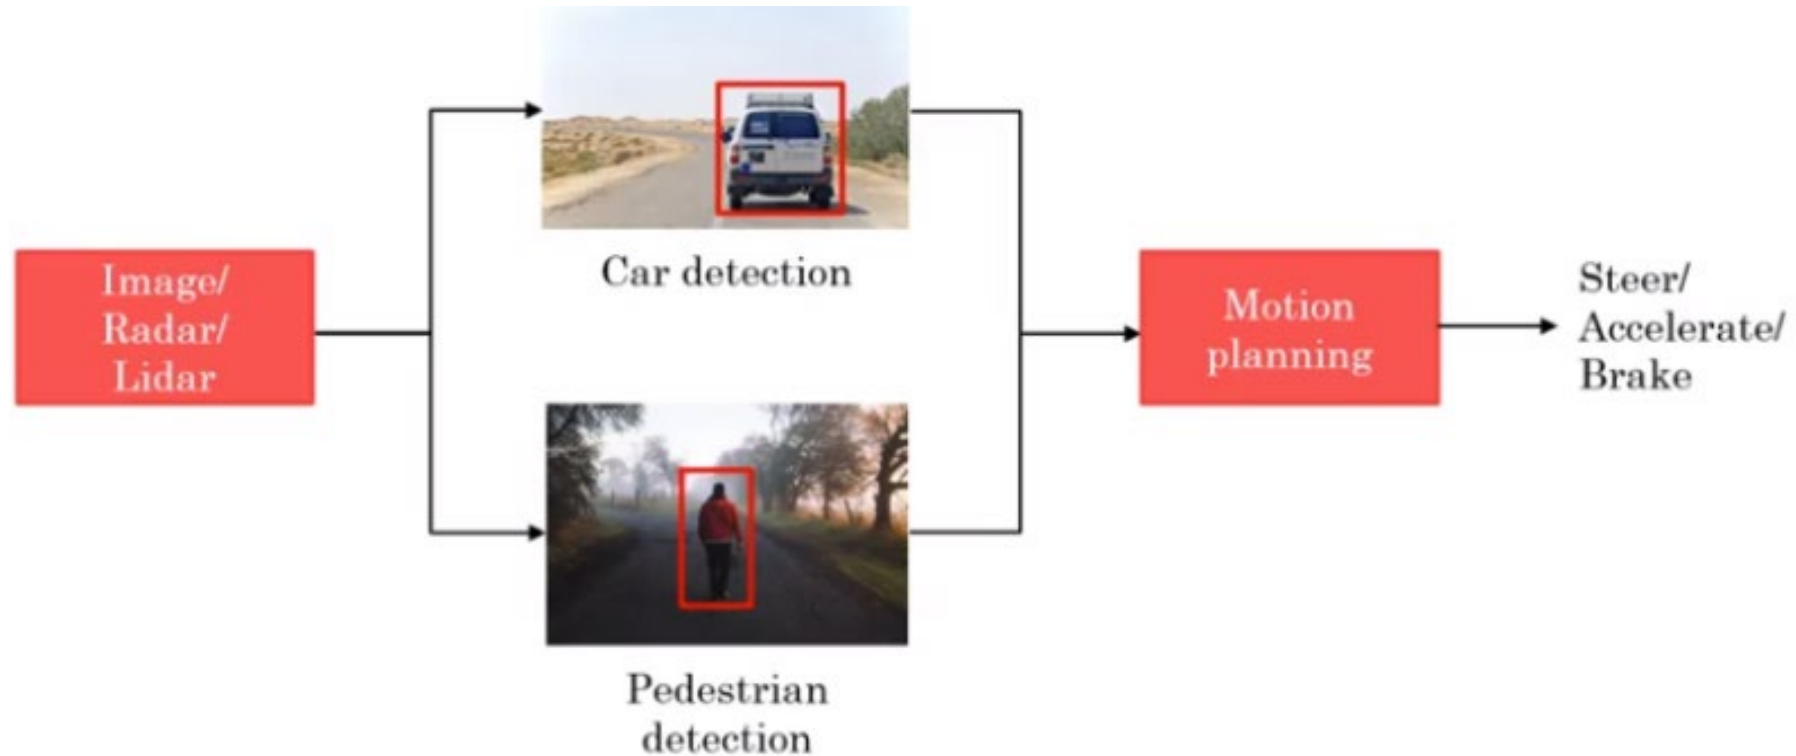 Image/
Radar/
Lidar
Car detection
Pedestrian
detection
Motion
planning
Steer/
Accelerate/
Brake